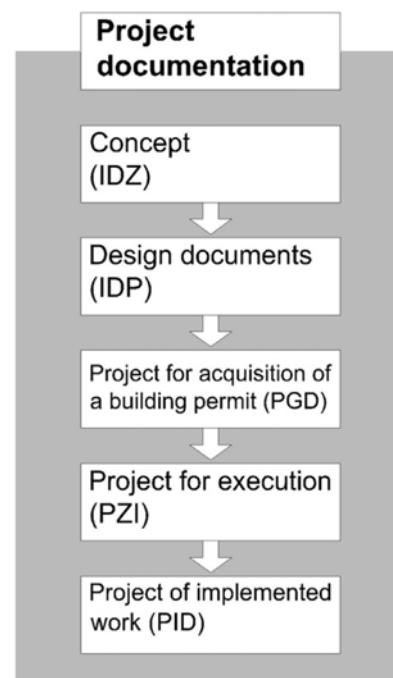 Project
documentation
Concept
(IDZ)
Design documents
(IDP)
Project for acquisition of
a building permit (PGD)
Project for execution
(PZI)
Project of implemented
work (PID)